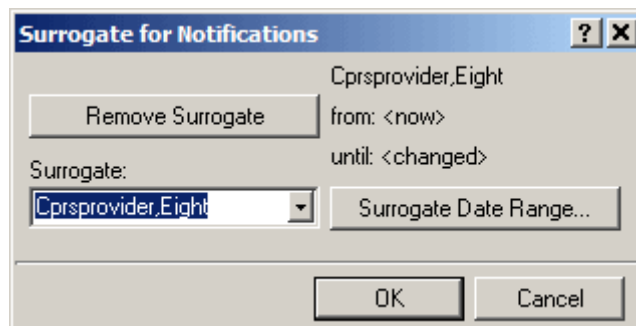 Surrogate for Notifications
Cprsprovider,Eight
Remove Surrogate
from: <now>
until: <changed>
Surrogate:
Cprsprovider,Eight
Surrogate Date Range...
OK
Cancel